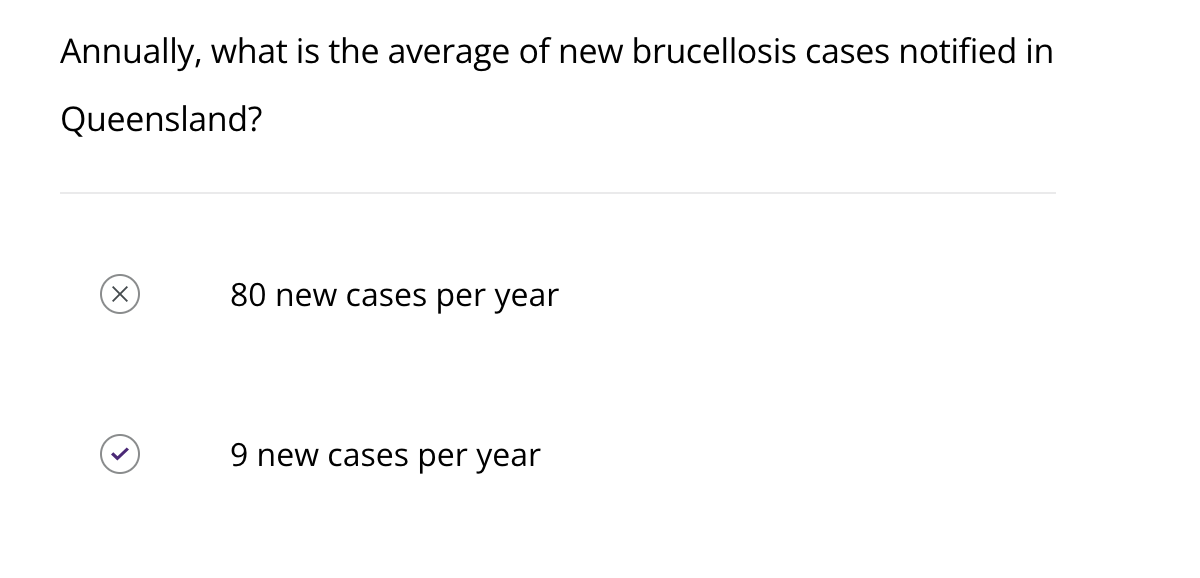 Annually, what is the average of new brucellosis cases notified in
Queensland?
80 new cases per year
9 new cases per year